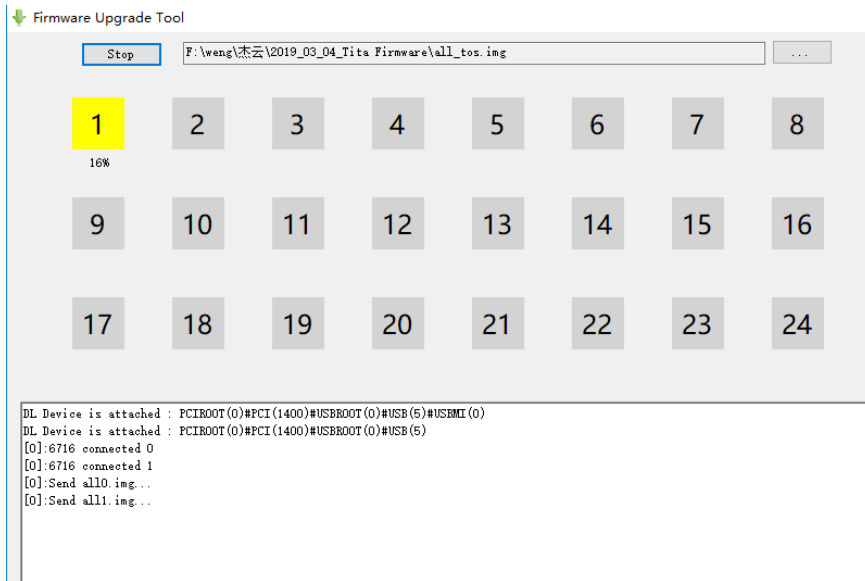 Firmware Upgrade Tool
Stop F:\weng\杰云\2019_03_04_Tita Firmware\all_tos.img ...
1 2 3 4 5 6 7 8
16%
9 10 11 12 13 14 15 16
17 18 19 20 21 22 23 24
DL Device is attached : PCIROOT(0)#PCI(1400)#USBROOT(0)#USB(5)#USBMI(0)
DL Device is attached : PCIROOT(0)#PCI(1400)#USBROOT(0)#USB(5)
[0]:6716 connected 0
[0]:6716 connected 1
[0]:Send all0.img...
[0]:Send all1.img...